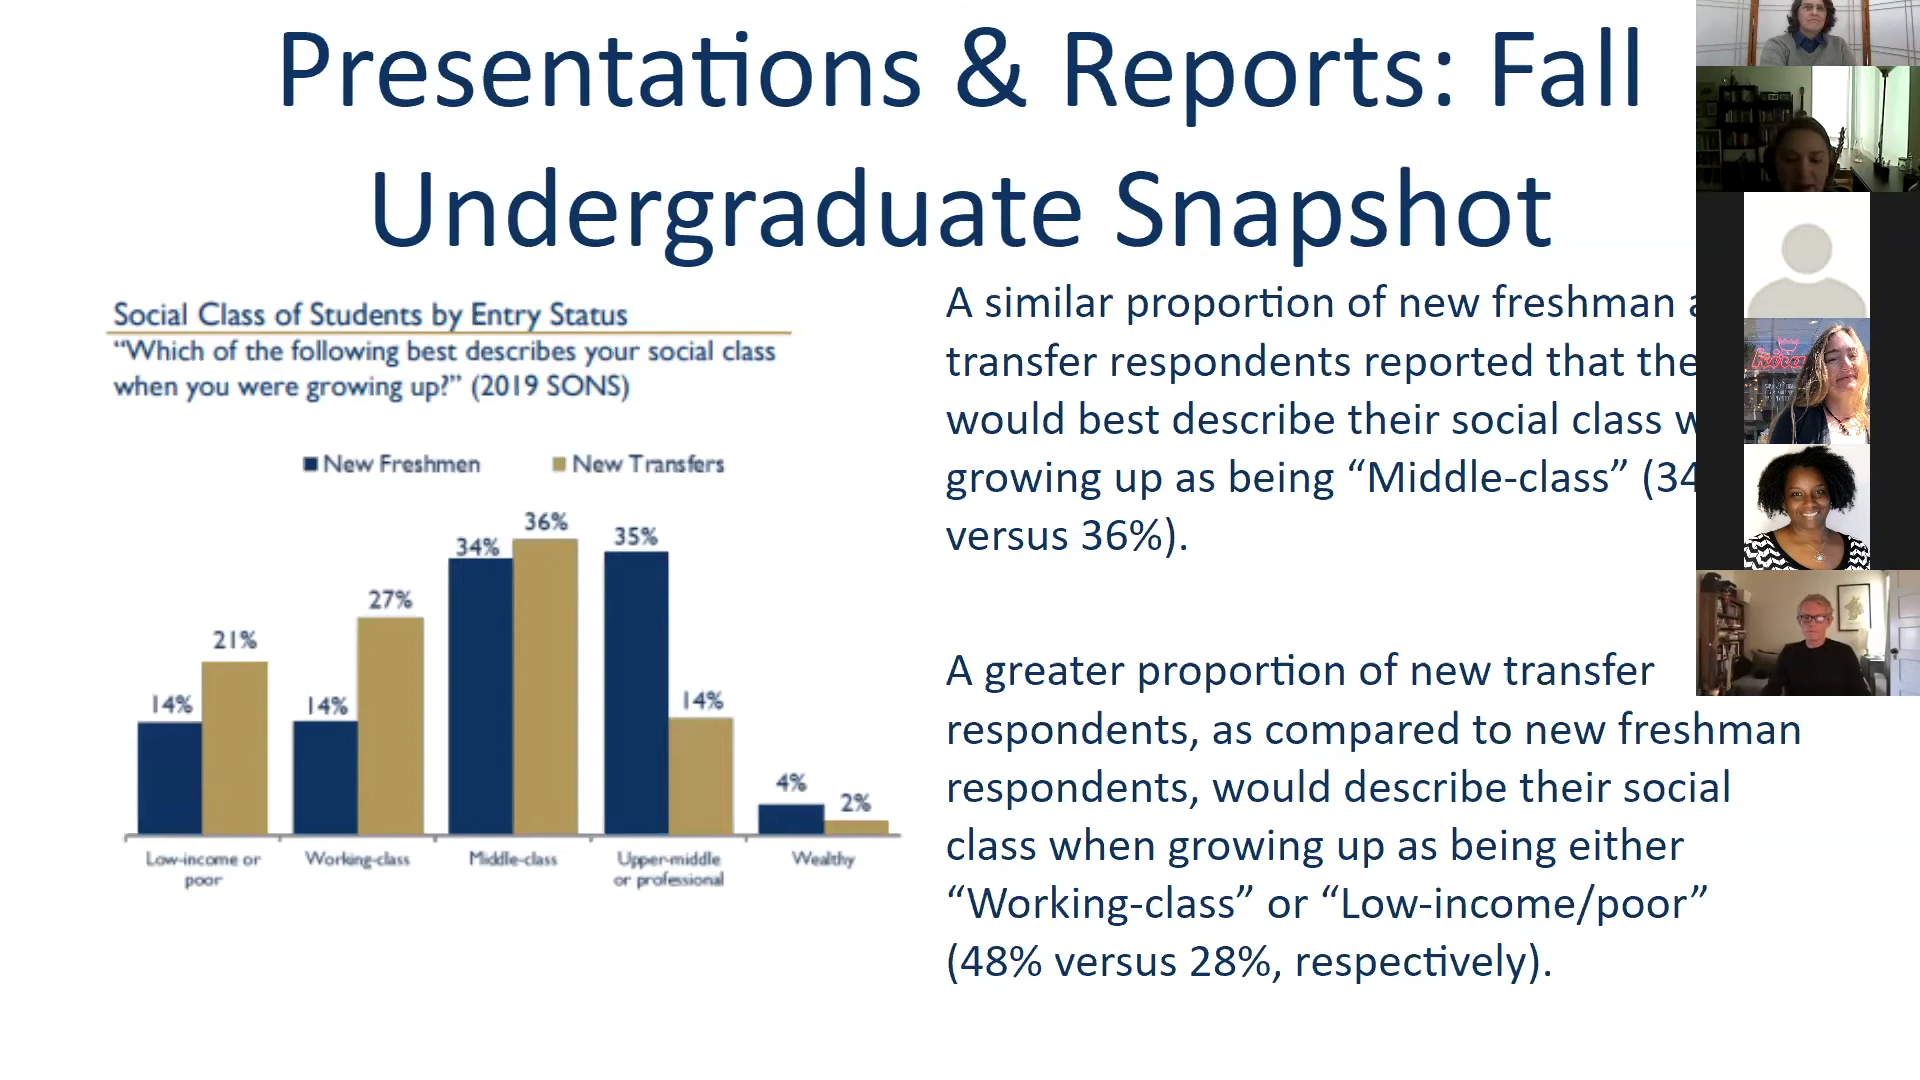 Presentations & Reports: Fall
Undergraduate Snapshot
Social Class of Students by Entry Status
“Which of the following best describes your social class
when you were growing up?” (2019 SONS)
New Freshmen New Transfers
14% 21% 14% 27% 34% 36% 35% 14% 4% 2%
Low-income or poor
Working-class
Middle-class
Upper-middle or professional
Wealthy
A similar proportion of new freshman
transfer respondents reported that
would best describe their social class
growing up as being “Middle-class” (34
versus 36%).
A greater proportion of new transfer
respondents, as compared to new freshman
respondents, would describe their social
class when growing up as being either
“Working-class” or “Low-income/poor”
(48% versus 28%, respectively).